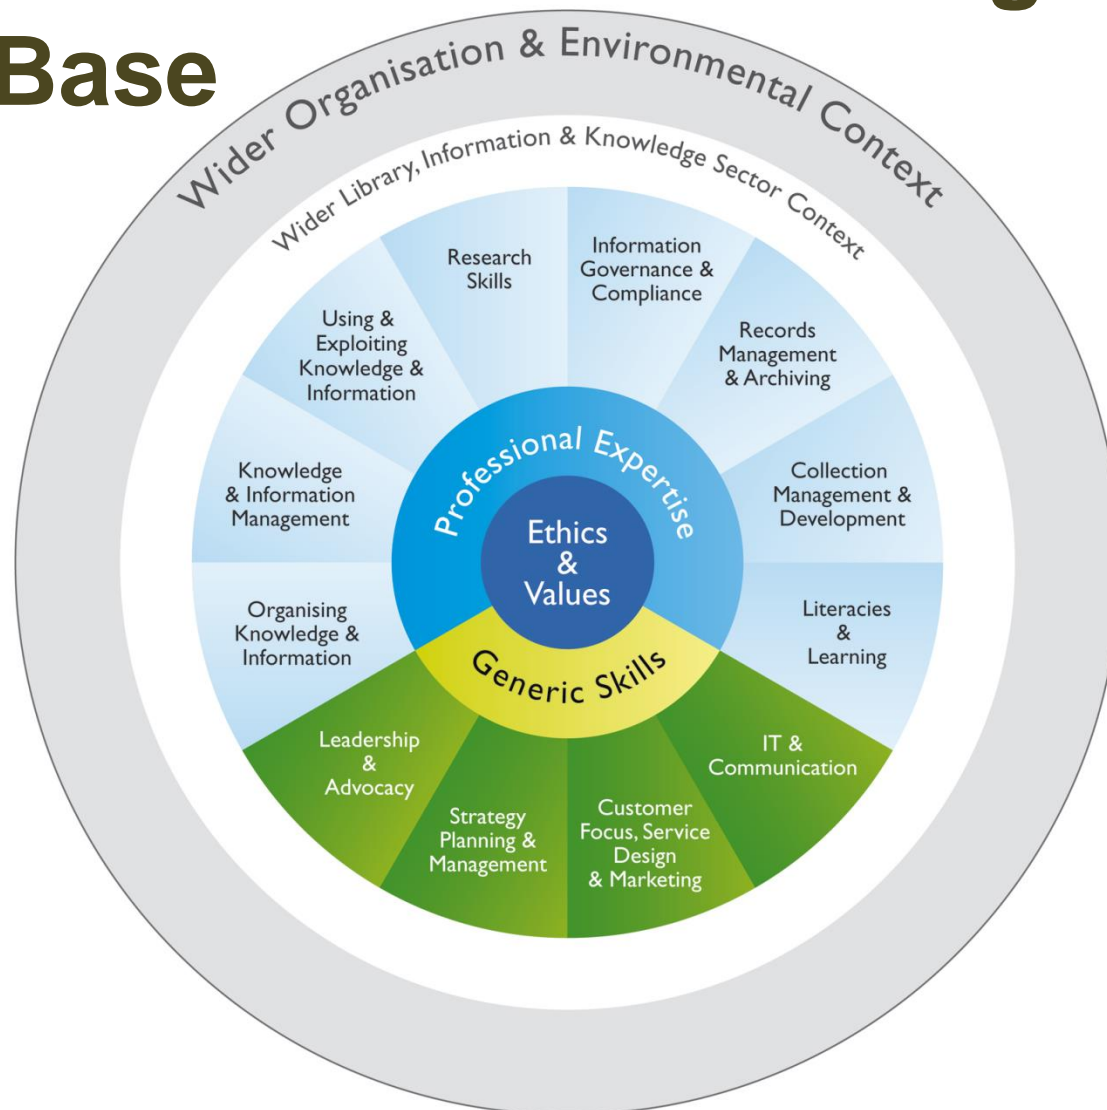 Base
Wider Organisation & Environmental Context
Wider Library, Information & Knowledge Sector Context
Research
Skills
Information
Governance &
Compliance
Using &
Exploiting
Knowledge &
Information
Records
Management
& Archiving
Knowledge
& Information
Management
Collection
Management &
Development
Professional Expertise
Ethics
&
Values
Organising
Knowledge &
Information
Literacies
&
Learning
Generic Skills
Leadership
&
Advocacy
IT &
Communication
Strategy
Planning &
Management
Customer
Focus, Service
Design
& Marketing